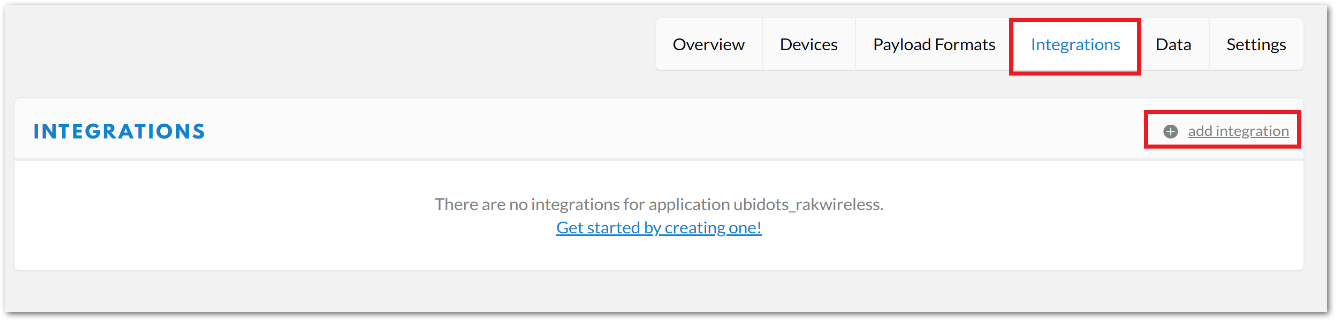 Overview Devices Payload Formats Integrations Data Settings
INTEGRATIONS add integration
There are no integrations for application ubidots_rakwireless.
Get started by creating one!